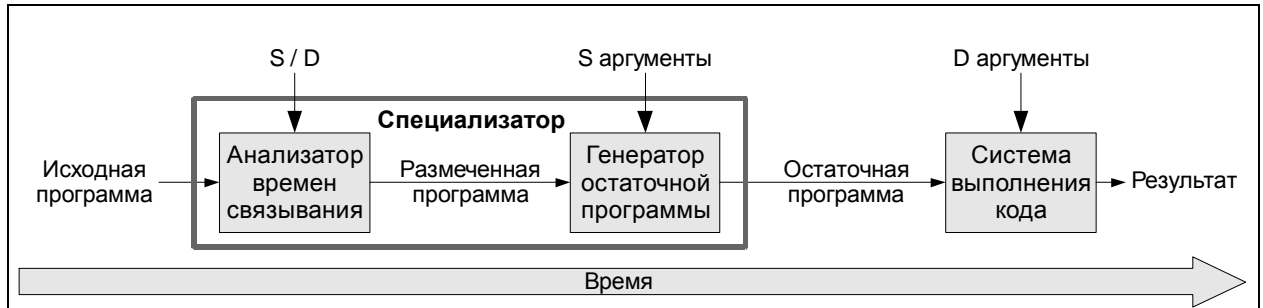 S / D
S аргументы
D аргументы
Специализатор
Исходная
программа
Анализатор
времен
связывания
Размеченная
программа
Генератор
остаточной
программы
Остаточная
программа
Система
выполнения
кода
Результат
Время